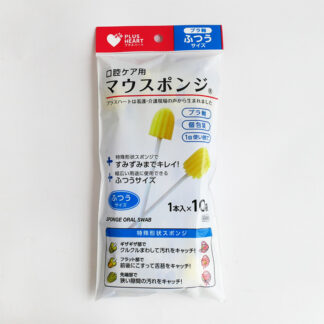 PLUS
HEART
プラスハート
プラ軸
ふつう
サイズ
口腔ケア用
マウスポンジ®
プラスハートは看護・介護現場の声から生まれました
プラ軸
個包装
1回使い捨て
特殊形状スポンジで
すみずみまでキレイ!
幅広い用途に使用できる
ふつうサイズ
ふつう
サイズ
1本入×10
SPONGE ORAL SWAB
特殊形状スポンジ
ギザギザ部で
クルクルまわして汚れをキャッチ!
フラット部で
前後にこすって舌苔をキャッチ!
先端部で
狭い隙間の汚れをキャッチ!